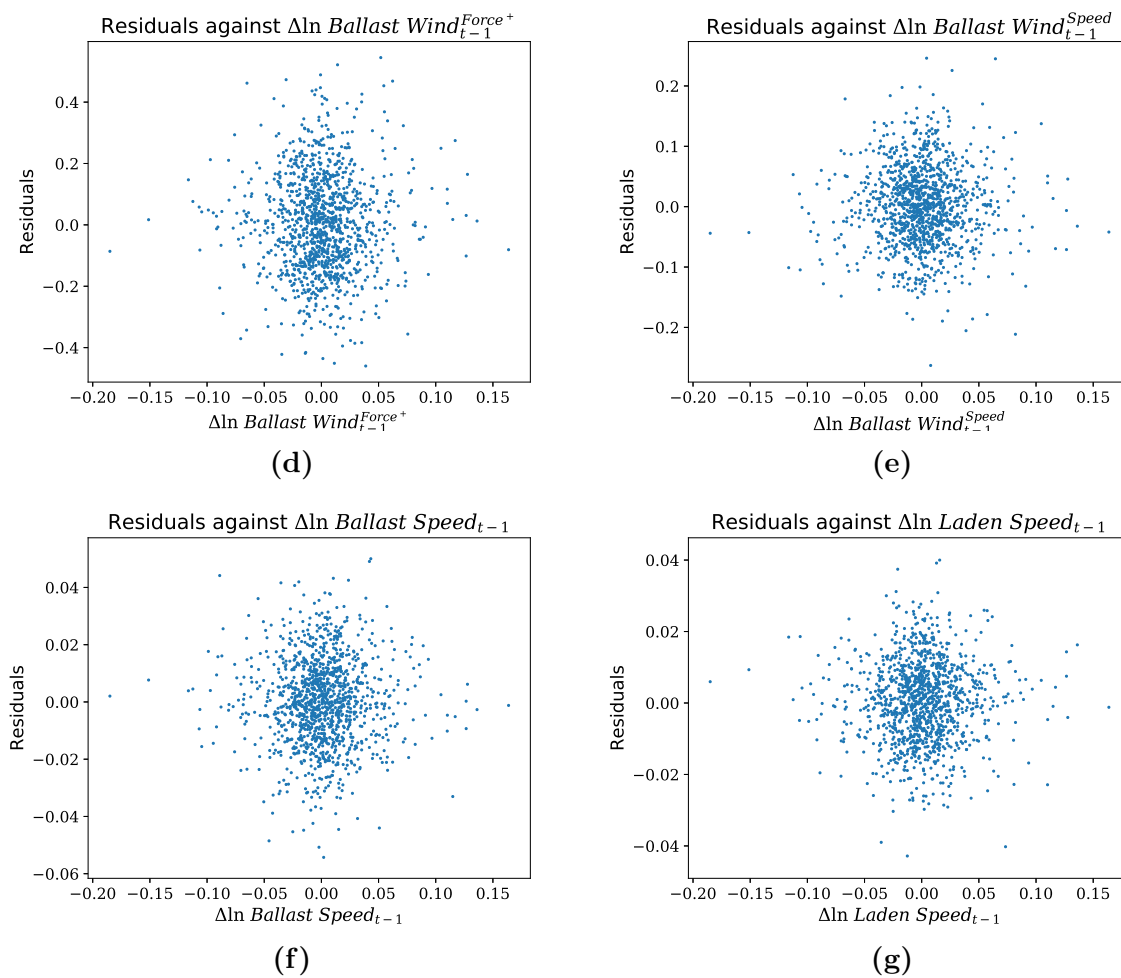 Residuals against Δln Ballast Wind_{t−1}^{Force⁺}
Residuals
0.4
0.2
0.0
−0.2
−0.4
−0.20 −0.15 −0.10 −0.05 0.00 0.05 0.10 0.15
Δln Ballast Wind_{t−1}^{Force⁺}
(d)
Residuals against Δln Ballast Wind_{t−1}^{Speed}
Residuals
0.2
0.1
0.0
−0.1
−0.2
−0.20 −0.15 −0.10 −0.05 0.00 0.05 0.10 0.15
Δln Ballast Wind_{t−1}^{Speed}
(e)
Residuals against Δln Ballast Speed_{t−1}
Residuals
0.04
0.02
0.00
−0.02
−0.04
−0.06
−0.20 −0.15 −0.10 −0.05 0.00 0.05 0.10 0.15
Δln Ballast Speed_{t−1}
(f)
Residuals against Δln Laden Speed_{t−1}
Residuals
0.04
0.02
0.00
−0.02
−0.04
−0.20 −0.15 −0.10 −0.05 0.00 0.05 0.10 0.15
Δln Laden Speed_{t−1}
(g)